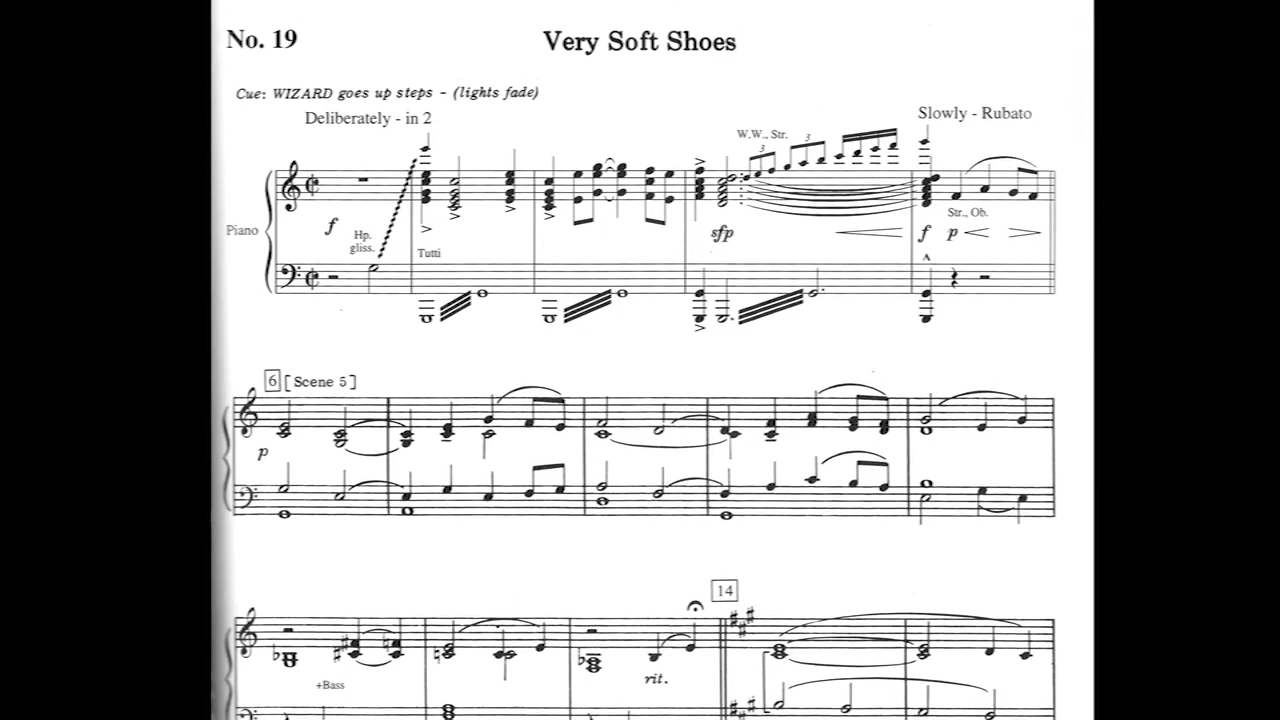 No. 19
Very Soft Shoes
Cue: WIZARD goes up steps - (lights fade)
Deliberately - in 2
Slowly - Rubato
W.W., Str.
3
3
Piano
f
Hp.
gliss.
Tutti
sfp
f
p
Str., Ob.
6 [Scene 5]
p
14
+Bass
rit.